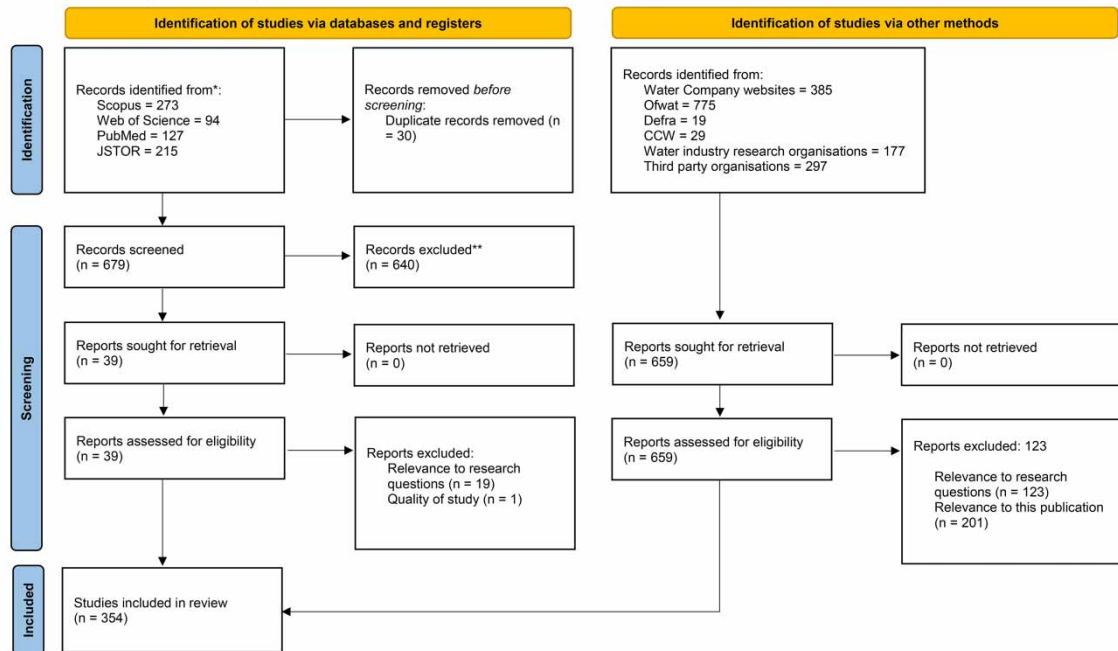 Identification of studies via databases and registers
Identification of studies via other methods
Identification
Records identified from*:
Scopus = 273
Web of Science = 94
PubMed = 127
JSTOR = 215
Records removed before
screening:
Duplicate records removed (n
= 30)
Records identified from:
Water Company websites = 385
Ofwat = 775
Defra = 19
CCW = 29
Water industry research organisations = 177
Third party organisations = 297
Screening
Records screened
(n = 679)
Records excluded**
(n = 640)
Reports sought for retrieval
(n = 39)
Reports not retrieved
(n = 0)
Reports sought for retrieval
(n = 659)
Reports not retrieved
(n = 0)
Reports assessed for eligibility
(n = 39)
Reports excluded:
Relevance to research
questions (n = 19)
Quality of study (n = 1)
Reports assessed for eligibility
(n = 659)
Reports excluded: 123
Relevance to research
questions (n = 123)
Relevance to this publication
(n = 201)
Included
Studies included in review
(n = 354)